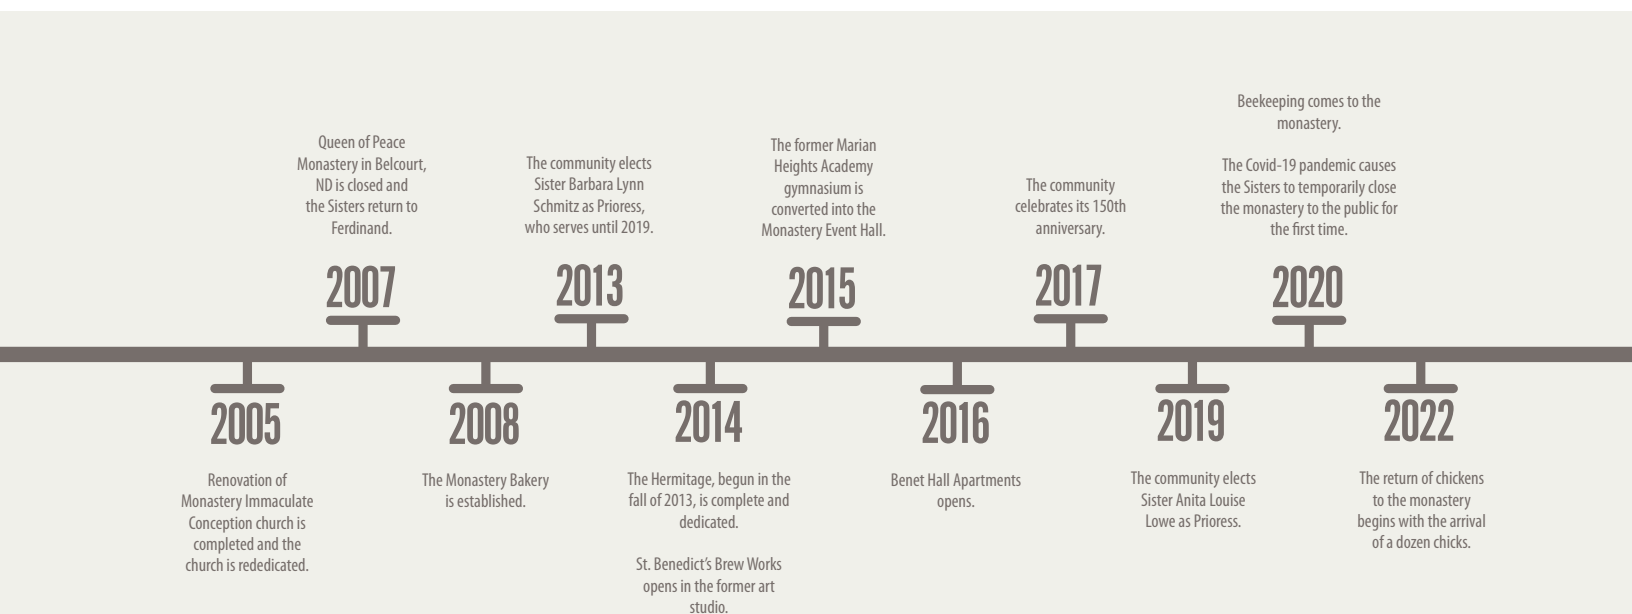 Queen of Peace
Monastery in Belcourt,
ND is closed and
the Sisters return to
Ferdinand.
2007
The community elects
Sister Barbara Lynn
Schmitz as Prioress,
who serves until 2019.
2013
The former Marian
Heights Academy
gymnasium is
converted into the
Monastery Event Hall.
2015
The community
celebrates its 150th
anniversary.
2017
Beekeeping comes to the
monastery.
The Covid-19 pandemic causes
the Sisters to temporarily close
the monastery to the public for
the first time.
2020
2005
Renovation of
Monastery Immaculate
Conception church is
completed and the
church is rededicated.
2008
The Monastery Bakery
is established.
2014
The Hermitage, begun in the
fall of 2013, is complete and
dedicated.
St. Benedict's Brew Works
opens in the former art
studio.
2016
Benet Hall Apartments
opens.
2019
The community elects
Sister Anita Louise
Lowe as Prioress.
2022
The return of chickens
to the monastery
begins with the arrival
of a dozen chicks.